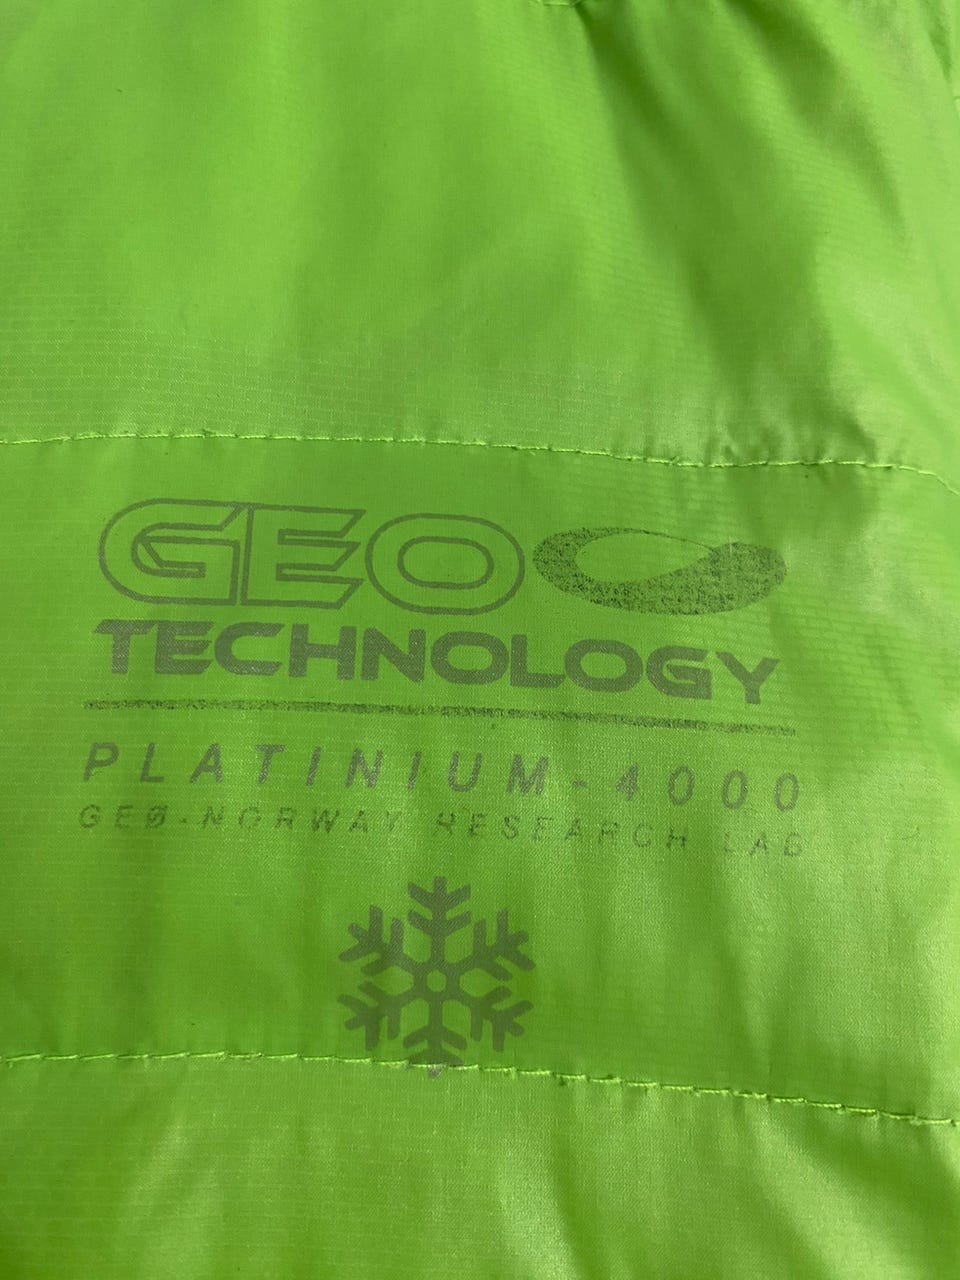 GEO
TECHNOLOGY
PLATINIUM-4000
GEØ-NORWAY RESEARCH LAB